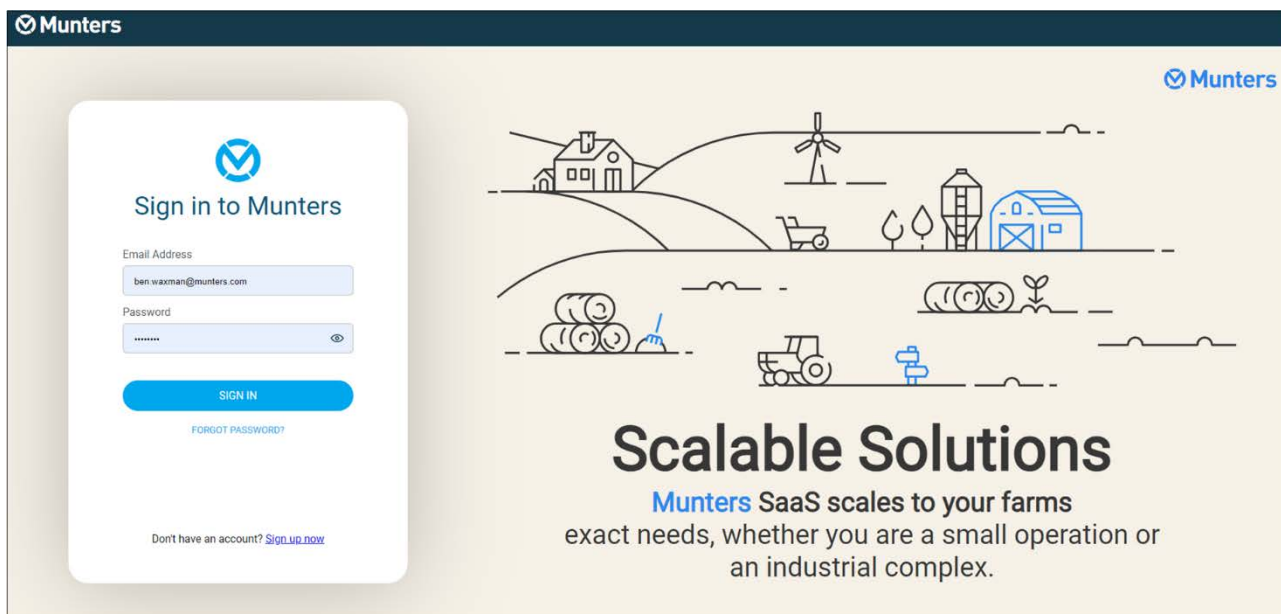 Munters
Munters
Sign in to Munters
Email Address
ben.waxman@munters.com
Password
SIGN IN
FORGOT PASSWORD?
Don't have an account? Sign up now
Scalable Solutions
Munters SaaS scales to your farms
exact needs, whether you are a small operation or
an industrial complex.